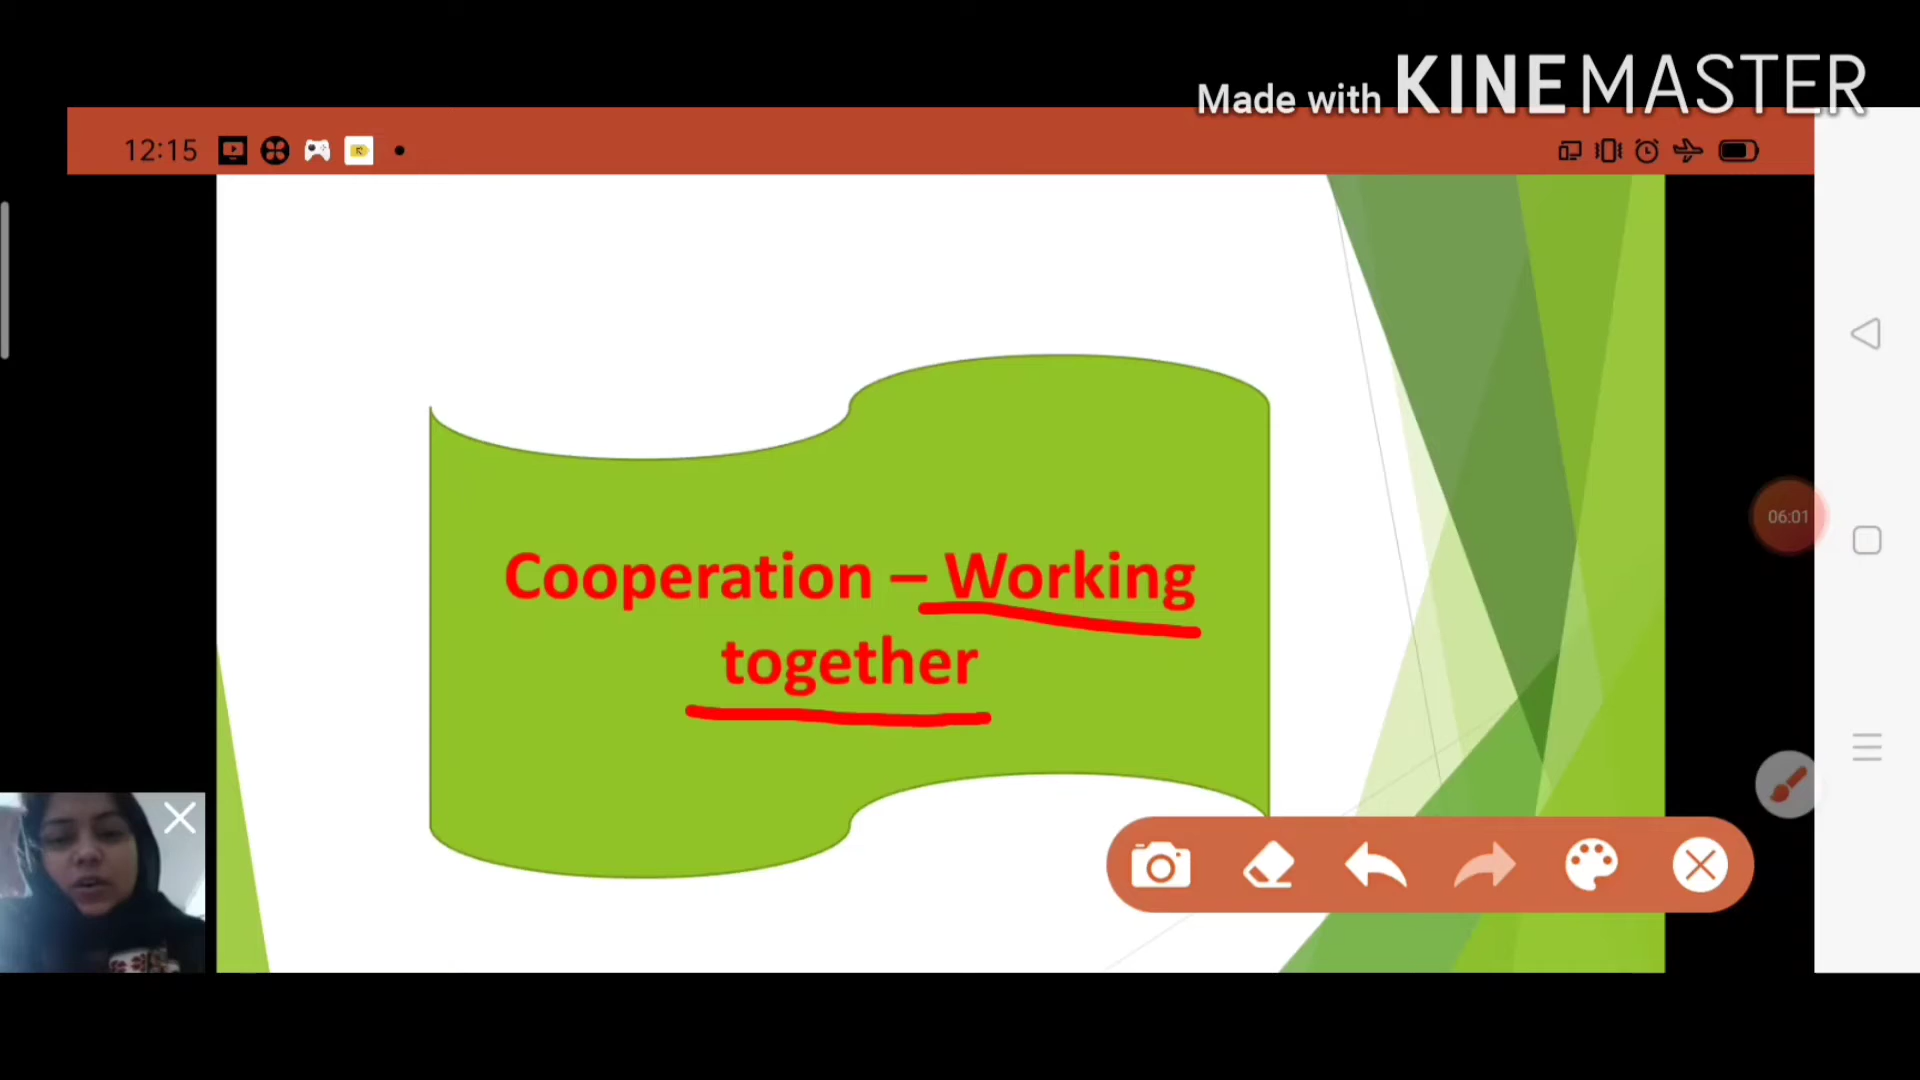 Made with KINEMASTER
12:15
Cooperation – Working
together
06:01